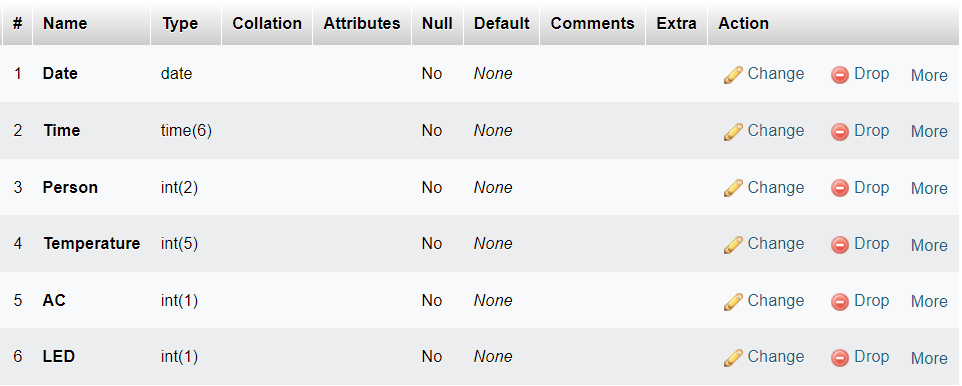 # Name Type Collation Attributes Null Default Comments Extra Action
1 Date date No None Change Drop More
2 Time time(6) No None Change Drop More
3 Person int(2) No None Change Drop More
4 Temperature int(5) No None Change Drop More
5 AC int(1) No None Change Drop More
6 LED int(1) No None Change Drop More